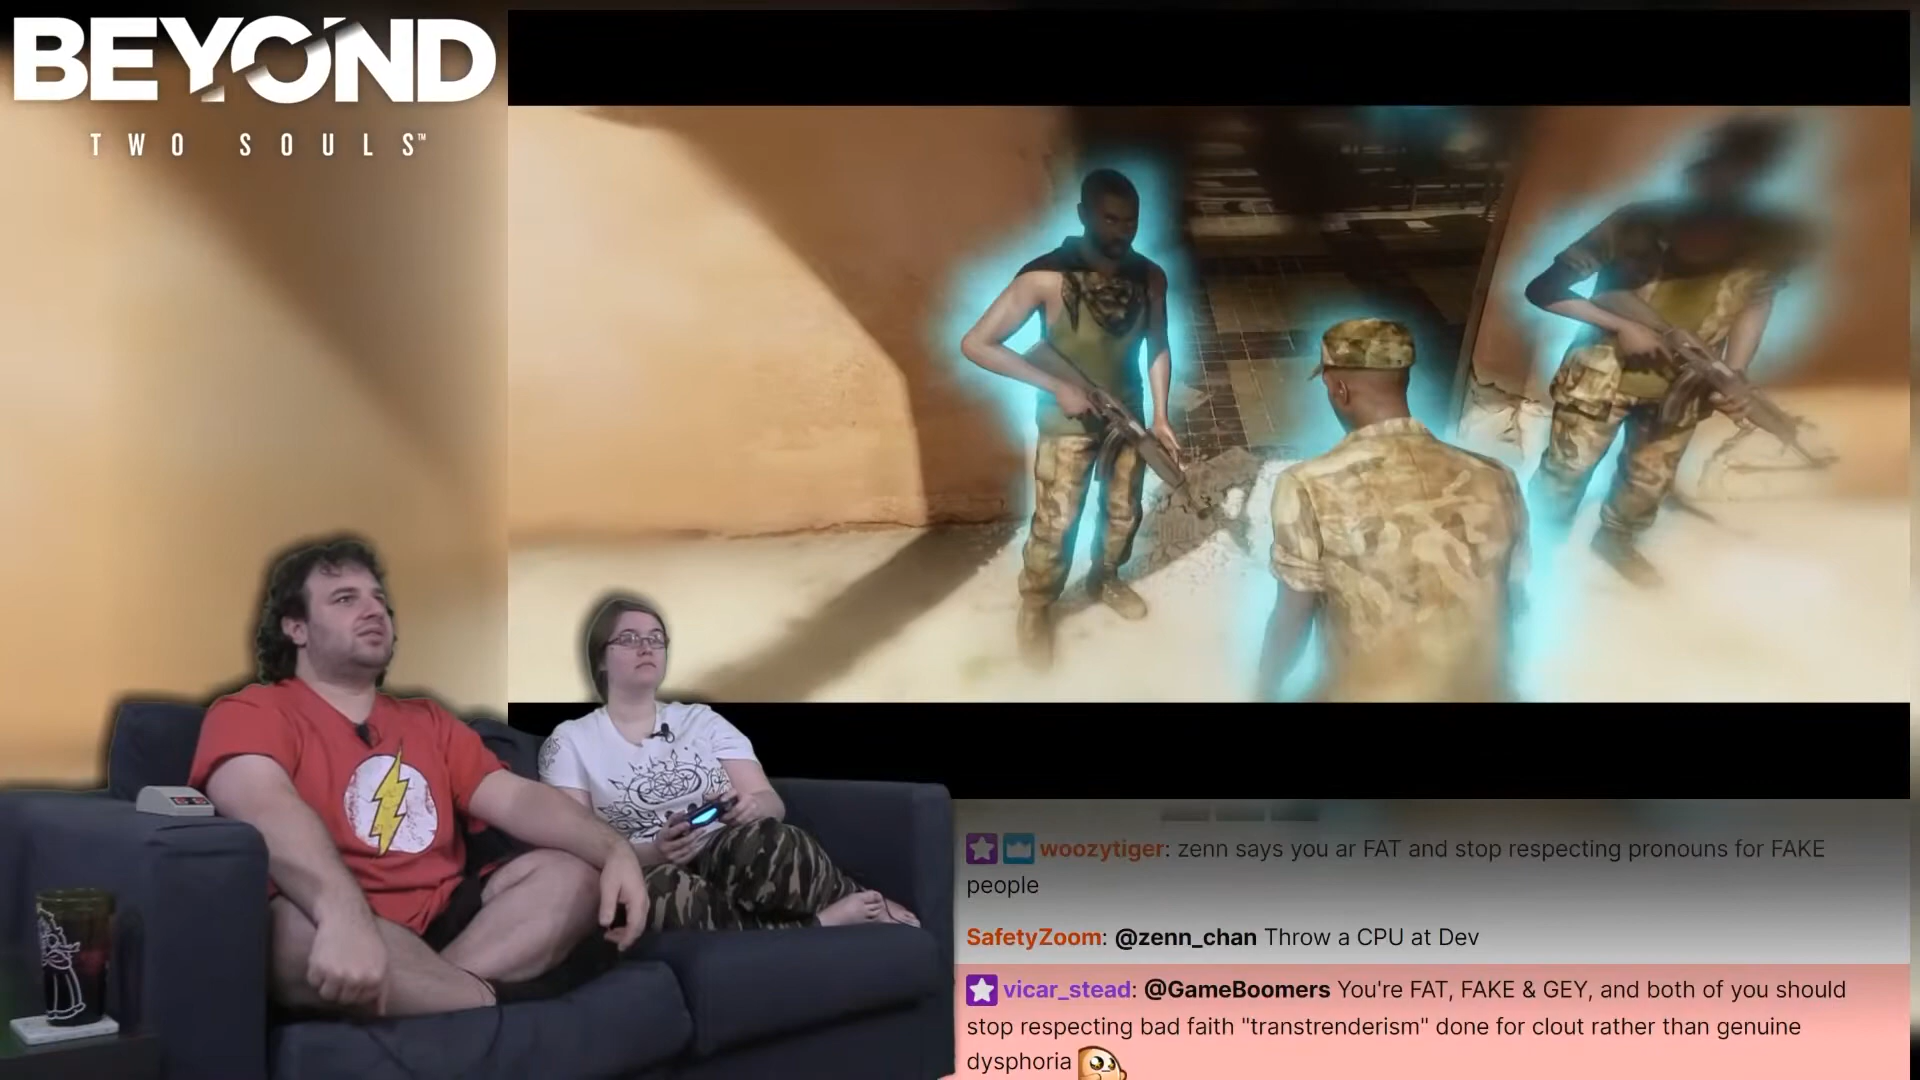 BEYOND
TWO SOULS™
woozytiger: zenn says you ar FAT and stop respecting pronouns for FAKE
people
SafetyZoom: @zenn_chan Throw a CPU at Dev
vicar_stead: @GameBoomers You're FAT, FAKE & GEY, and both of you should
stop respecting bad faith "transtrenderism" done for clout rather than genuine
dysphoria